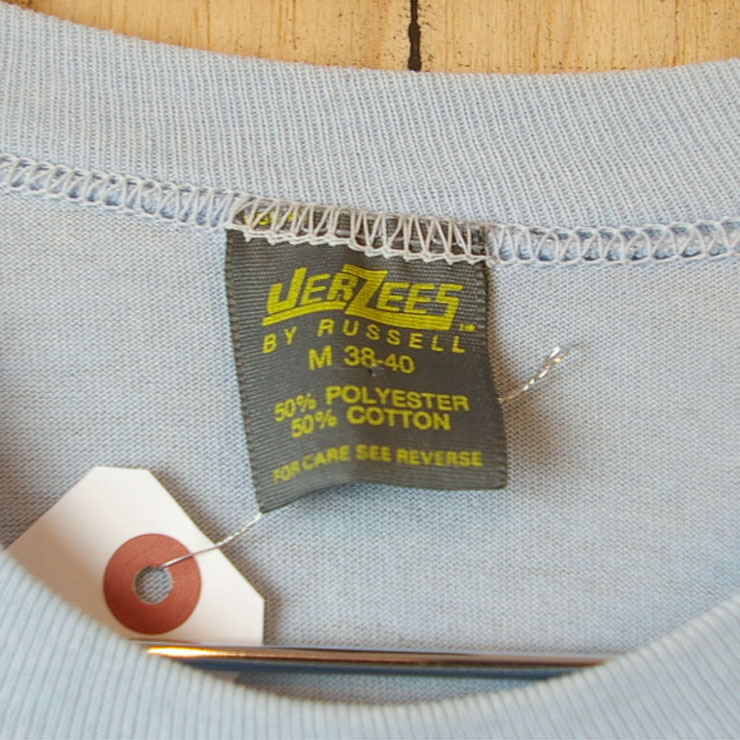 JERZEES
BY RUSSELL
M 38-40
50% POLYESTER
50% COTTON
FOR CARE SEE REVERSE